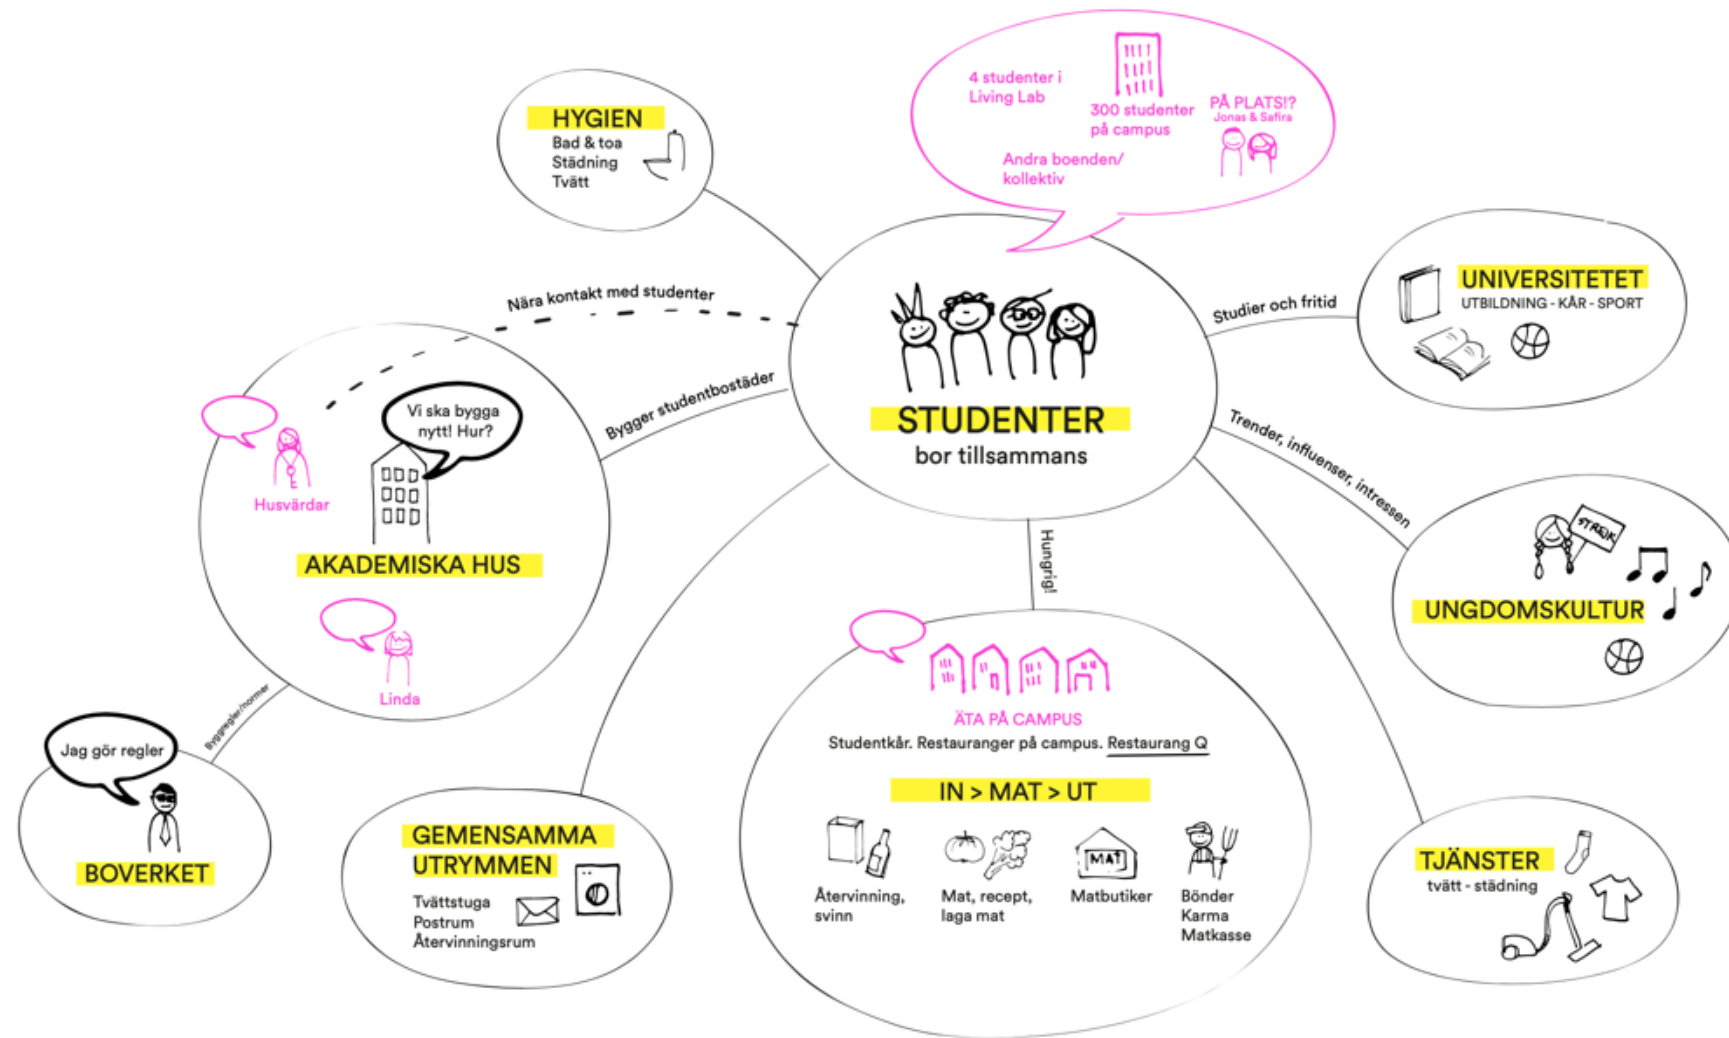 4 studenter i
Living Lab
300 studenter
på campus
PÅ PLATS!?
Jonas & Safira
Andra boenden/
kollektiv
HYGIEN
Bad & toa
Städning
Tvätt
Nära kontakt med studenter
Bygger studentbostäder
STUDENTER
bor tillsammans
Studier och fritid
UNIVERSITETET
UTBILDNING - KÅR - SPORT
Trender, influenser, intressen
STREJK
UNGDOMSKULTUR
Vi ska bygga
nytt! Hur?
Husvärdar
AKADEMISKA HUS
Linda
Byggregler/normer
Jag gör regler
BOVERKET
GEMENSAMMA
UTRYMMEN
Tvättstuga
Postrum
Återvinningsrum
Hungrig!
ÄTA PÅ CAMPUS
Studentkår. Restauranger på campus. Restaurang Q
IN > MAT > UT
MAT
Återvinning,
svinn
Mat, recept,
laga mat
Matbutiker
Bönder
Karma
Matkasse
TJÄNSTER
tvätt - städning